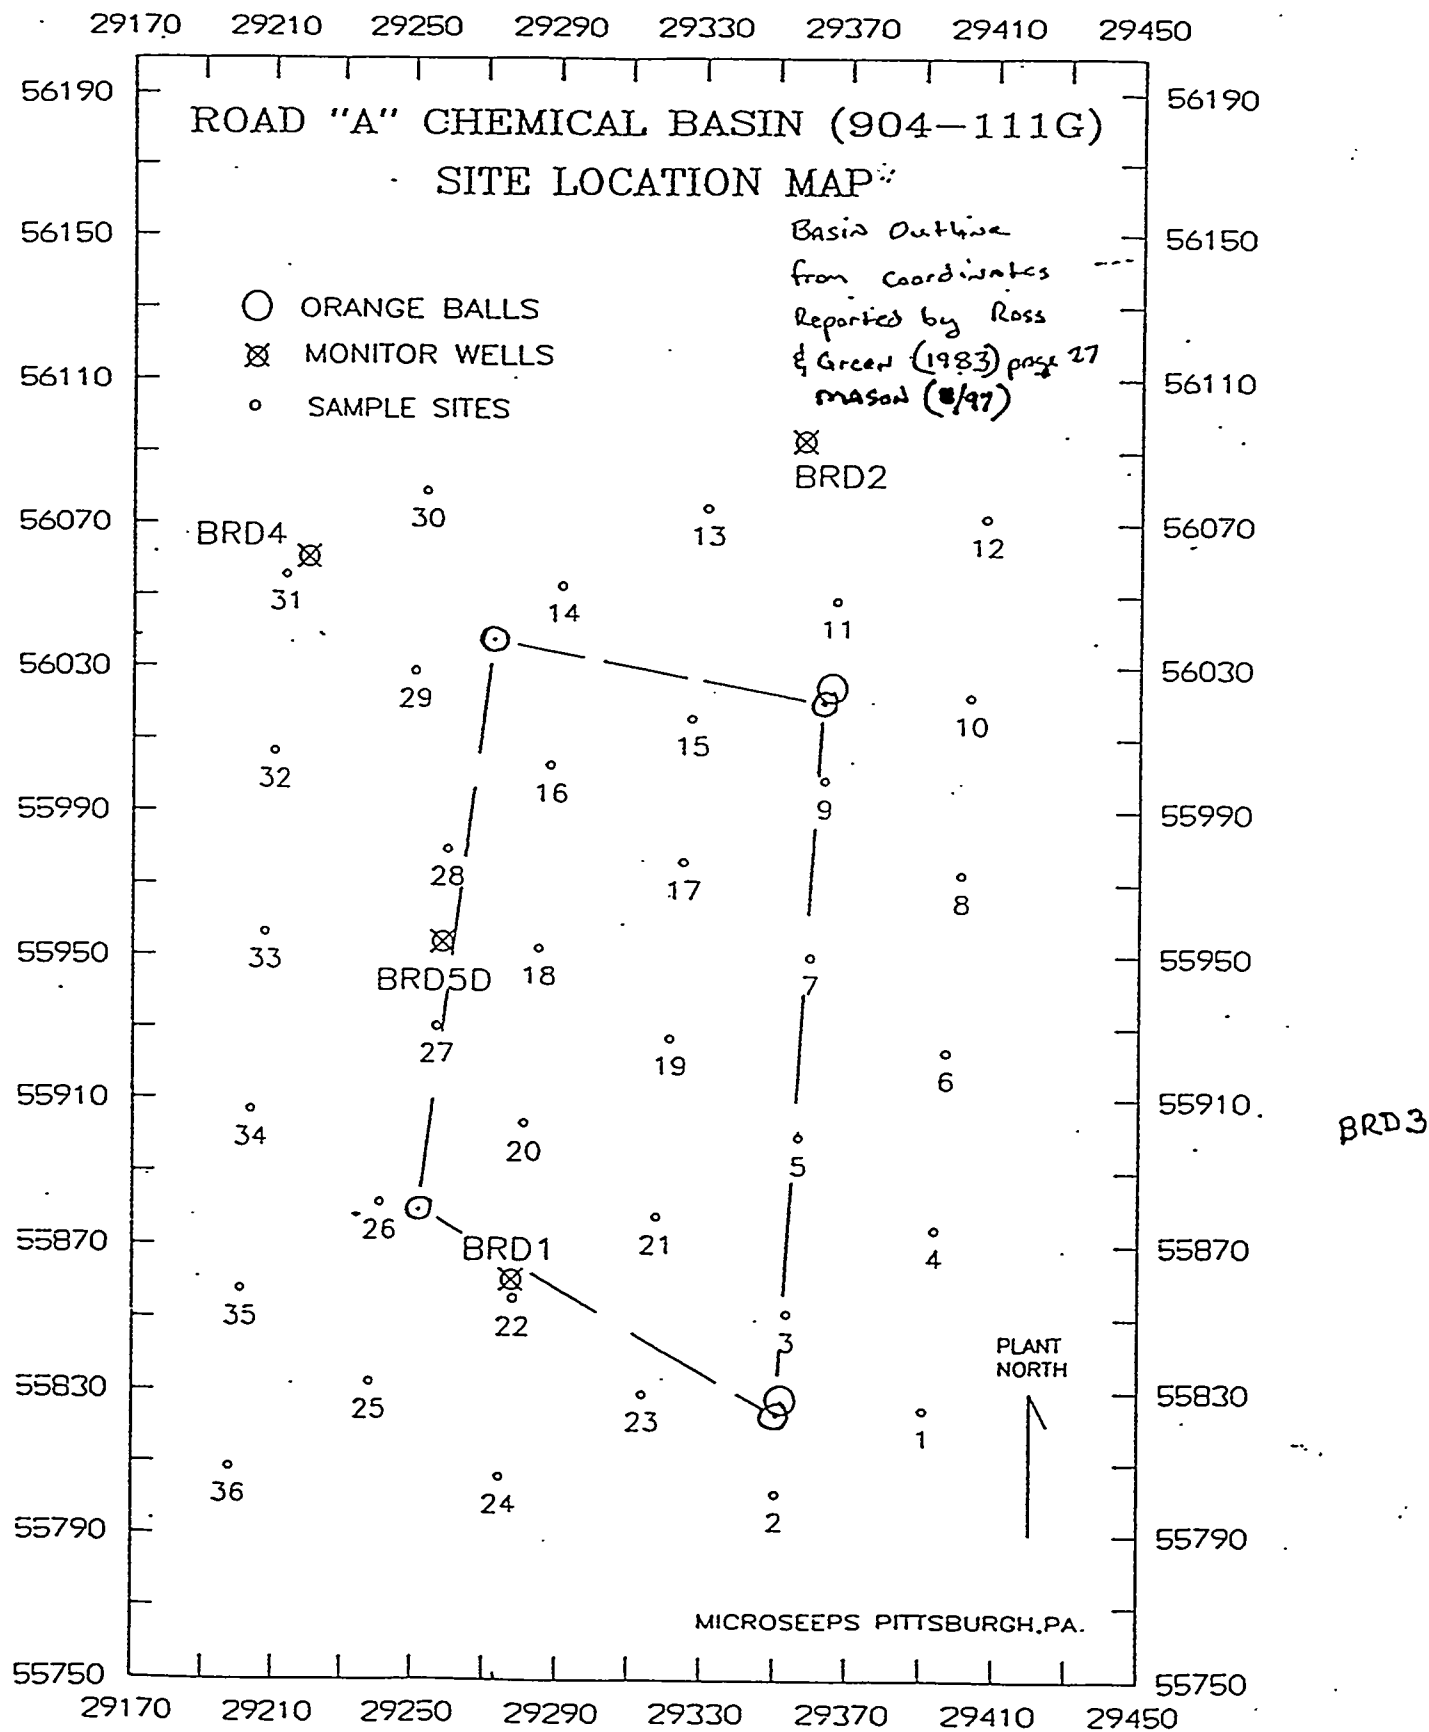 29170 29210 29250 29290 29330 29370 29410 29450
56190 56190
ROAD "A" CHEMICAL BASIN (904-111G)
SITE LOCATION MAP
56150 56150
Basin Outline
from Coordinates
Reported by Ross
& Green (1983) page 27
MASON (8/97)
ORANGE BALLS
MONITOR WELLS
SAMPLE SITES
56110 56110
BRD2
56070 56070
BRD4
30
13
12
31
14
11
56030 56030
29
10
15
32
16
9
55990 55990
28
17
8
33
55950 55950
BRD5D
18
7
27
19
6
55910 55910
BRD3
34
20
5
26
21
4
55870 55870
BRD1
35
22
3
PLANT
NORTH
55830 55830
25
23
1
36
24
2
55790 55790
MICROSEEPS PITTSBURGH,PA.
55750 55750
29170 29210 29250 29290 29330 29370 29410 29450